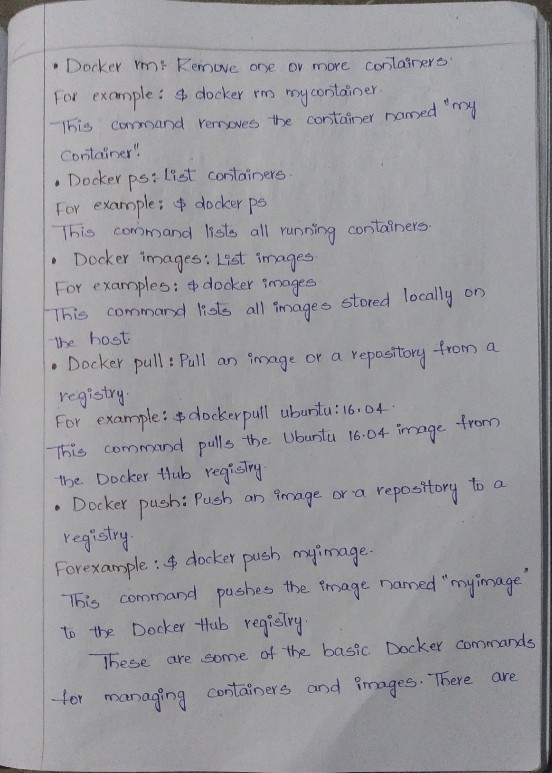 • Docker rm: Remove one or more containers.
For example: $ docker rm mycontainer.
This command removes the container named "my
Container".
• Docker ps: List containers.
For example: $ docker ps
This command lists all running containers.
• Docker images: List images.
For examples: $ docker images
This command lists all images stored locally on
the host.
• Docker pull: Pull an image or a repository from a
registry.
For example: $ docker pull ubuntu:16.04.
This command pulls the Ubuntu 16.04 image from
the Docker Hub registry.
• Docker push: Push an image or a repository to a
registry.
For example: $ docker push myimage.
This command pushes the image named "myimage"
to the Docker Hub registry.
These are some of the basic Docker commands
for managing containers and images. There are